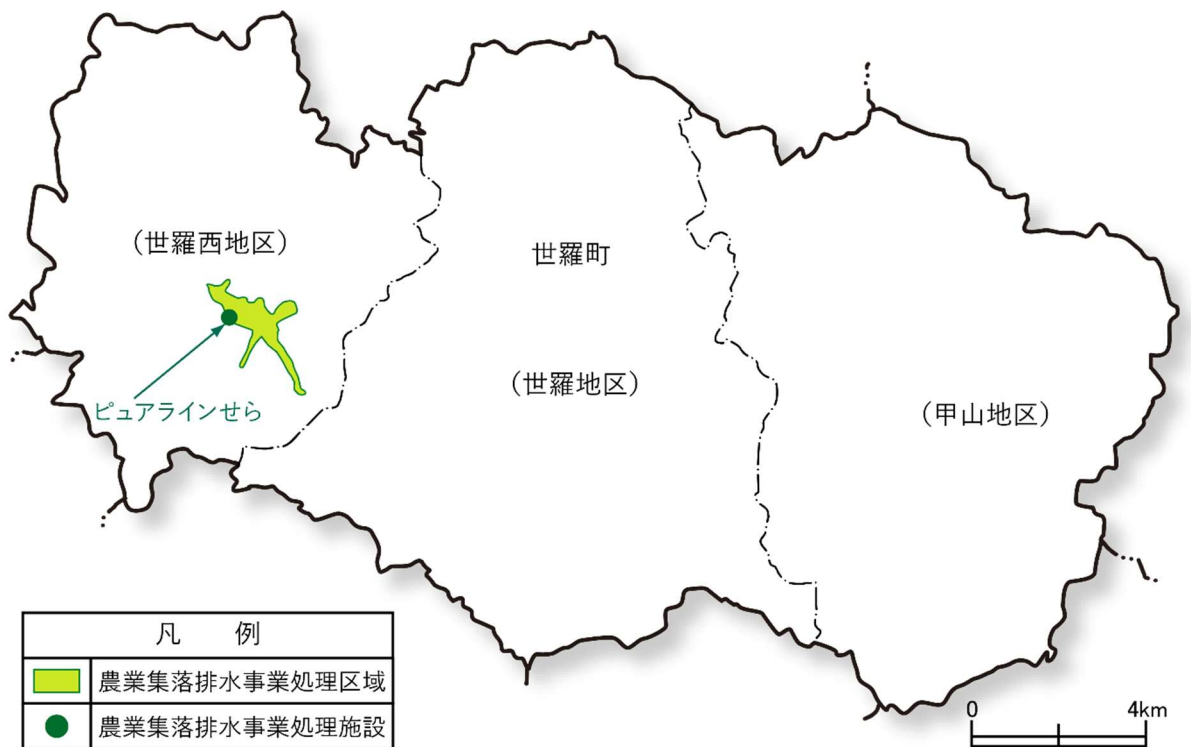 （世羅西地区）
世羅町
（世羅地区）
（甲山地区）
ピュアラインせら
凡　例
農業集落排水事業処理区域
農業集落排水事業処理施設
0 4km